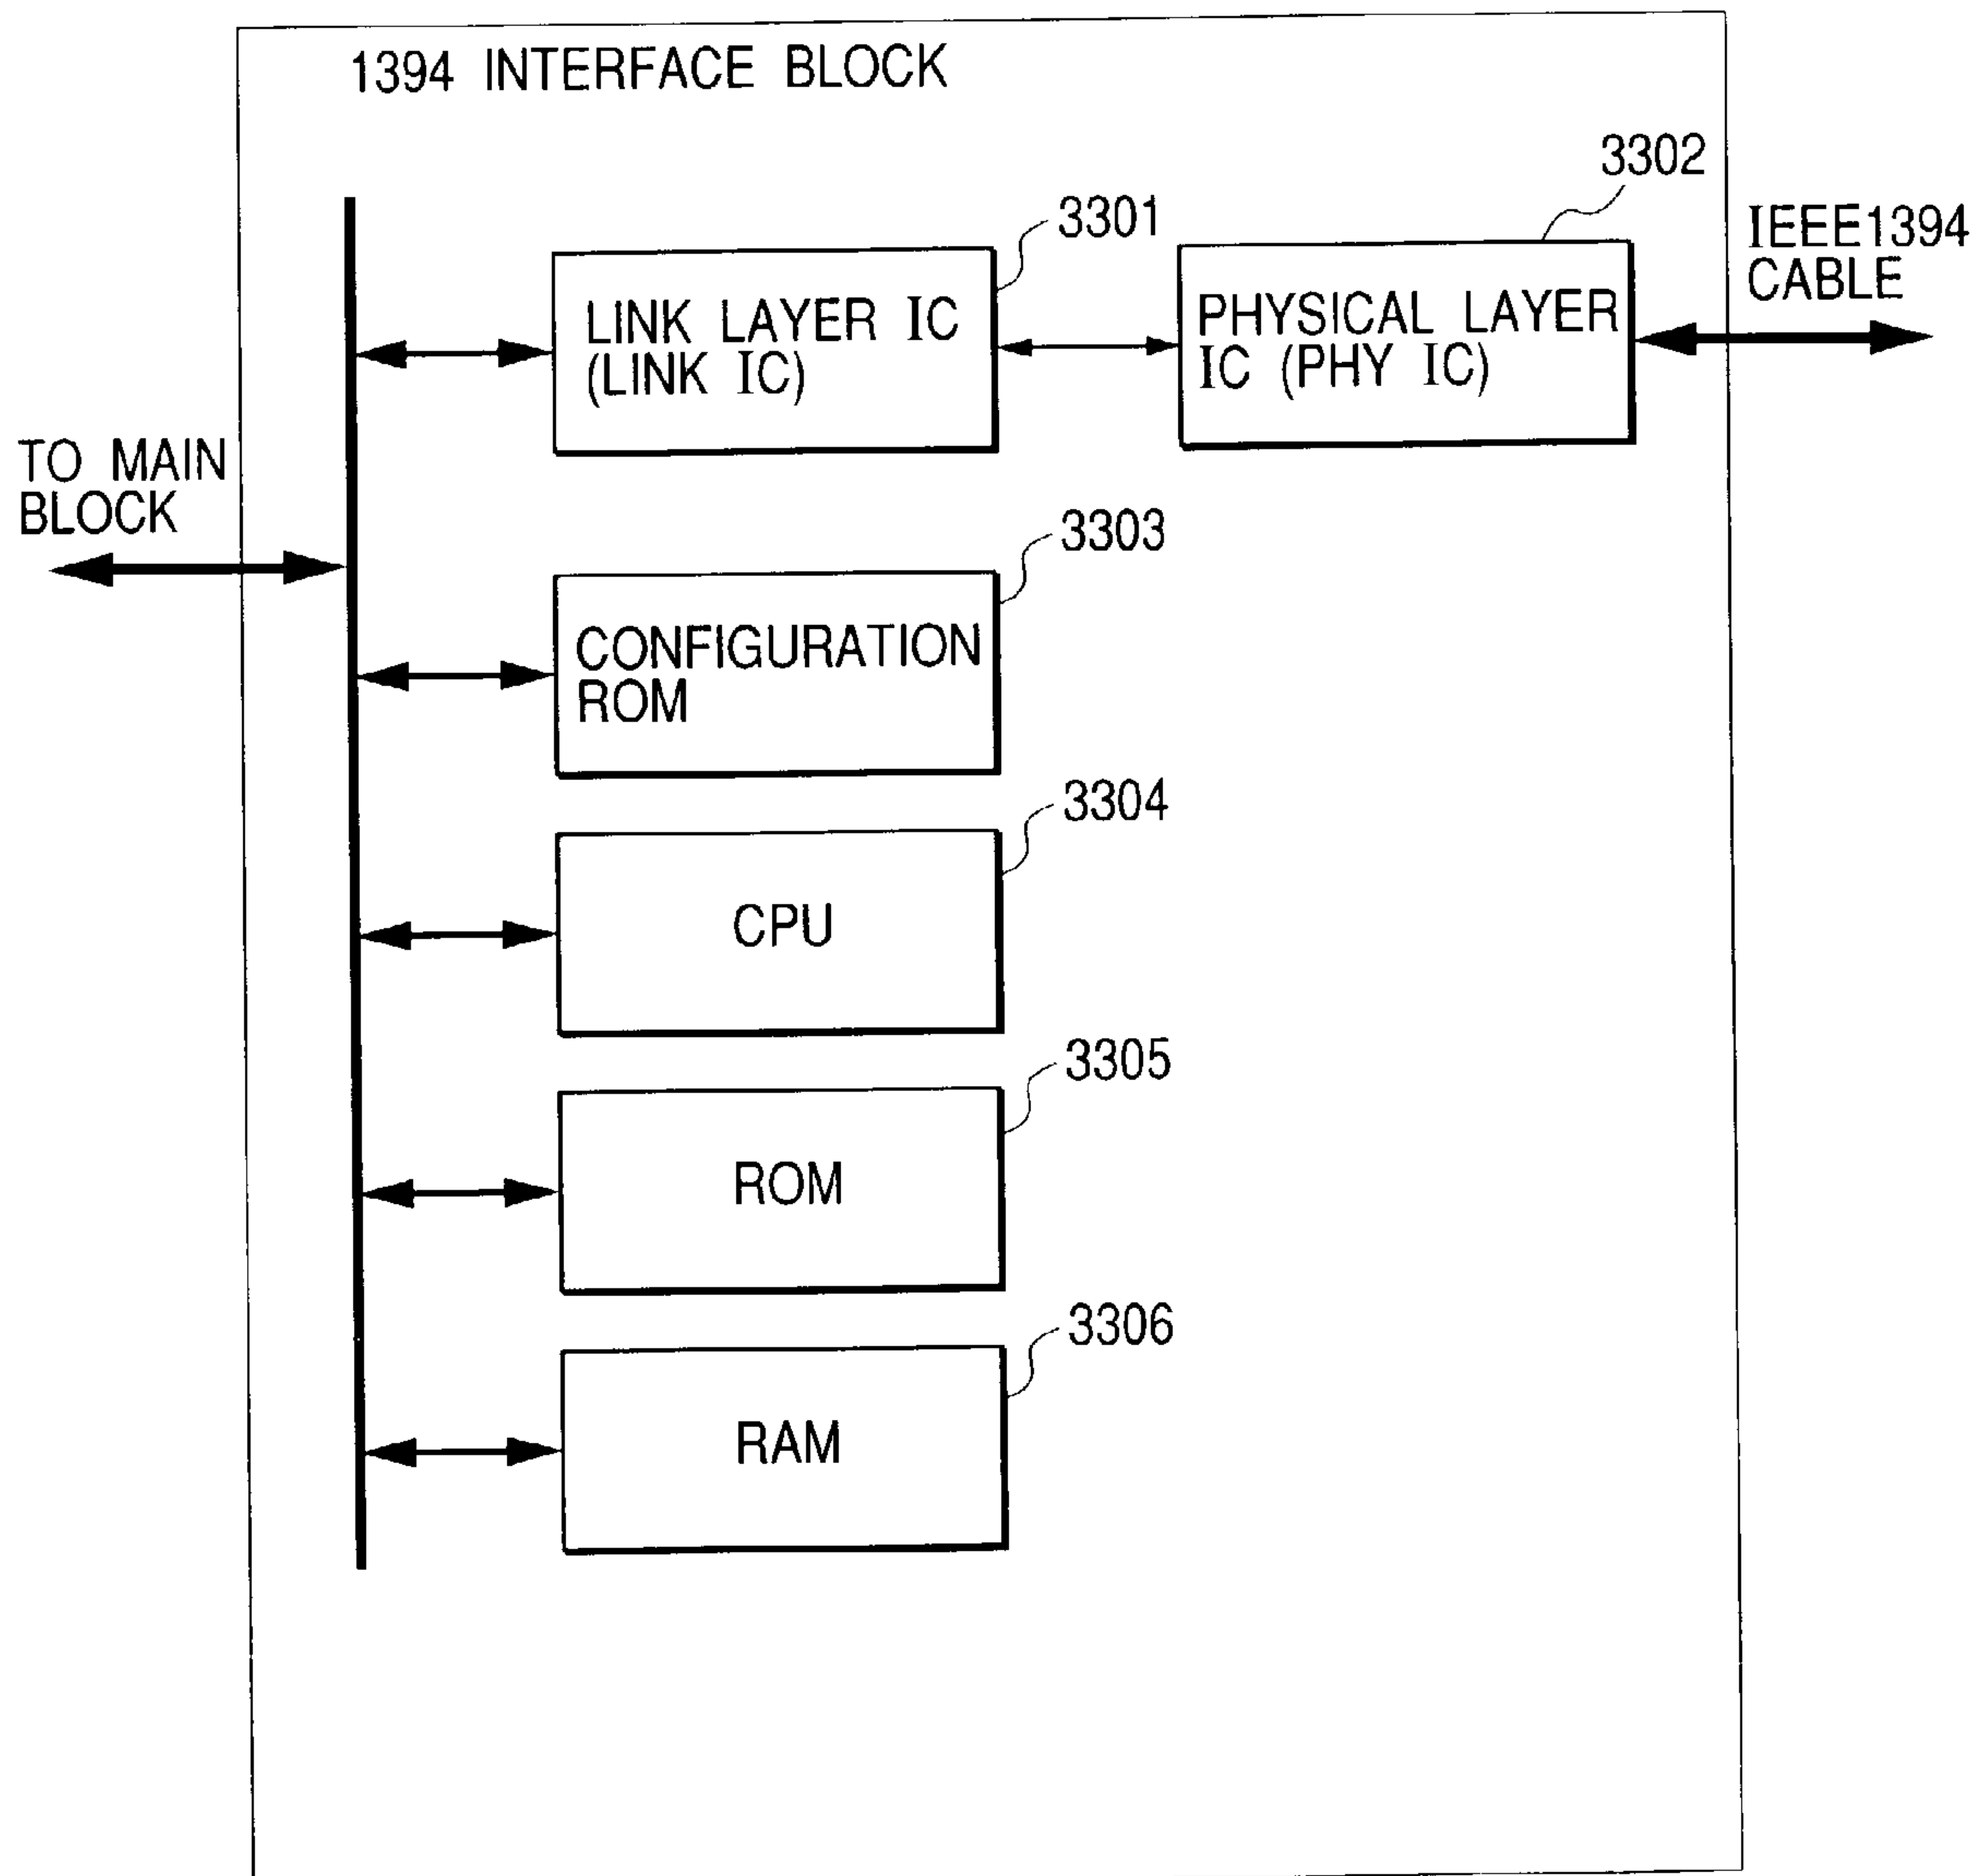 1394 INTERFACE BLOCK
3302
3301
IEEE1394
CABLE
LINK LAYER IC
(LINK IC)
PHYSICAL LAYER
IC (PHY IC)
TO MAIN
BLOCK
3303
CONFIGURATION
ROM
3304
CPU
3305
ROM
3306
RAM